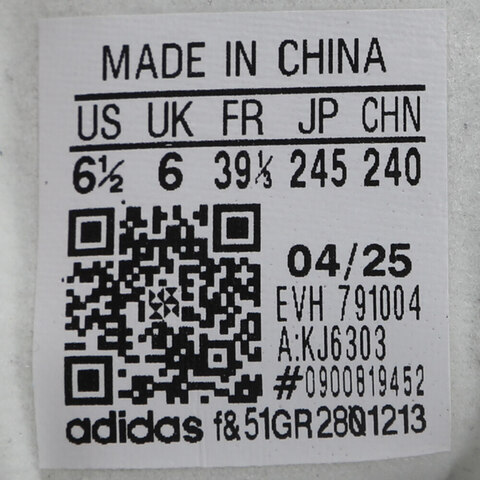 MADE IN CHINA
US UK FR JP CHN
6½ 6 39⅓ 245 240
04/25
EVH 791004
A:KJ6303
#0900819452
adidas f&51GR2801213